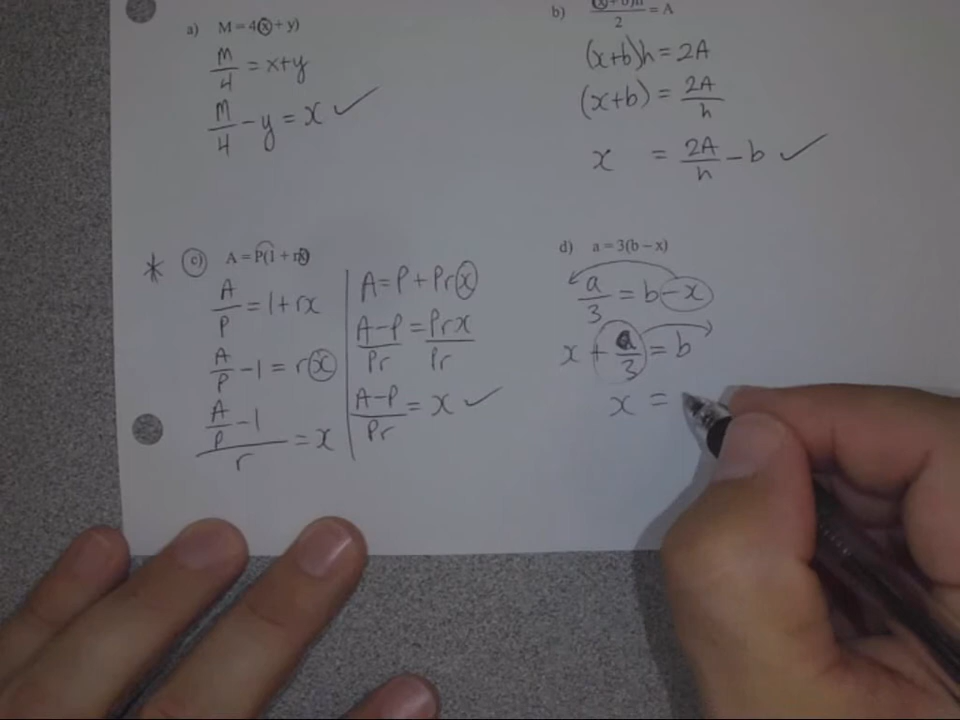 a) M = 4(x + y)
M/4 = x+y
M/4 - y = x ✓
b) (x + b)h/2 = A
(x+b)h = 2A
(x+b) = 2A/h
x = 2A/h - b ✓
* c) A = P(1 + rx)
A/P = 1+rx
A/P - 1 = rx
(A/P - 1)/r = x
A = P + Prx
(A-P)/Pr = Prx/Pr
(A-P)/Pr = x ✓
d) a = 3(b – x)
a/3 = b - x
x + a/3 = b
x =